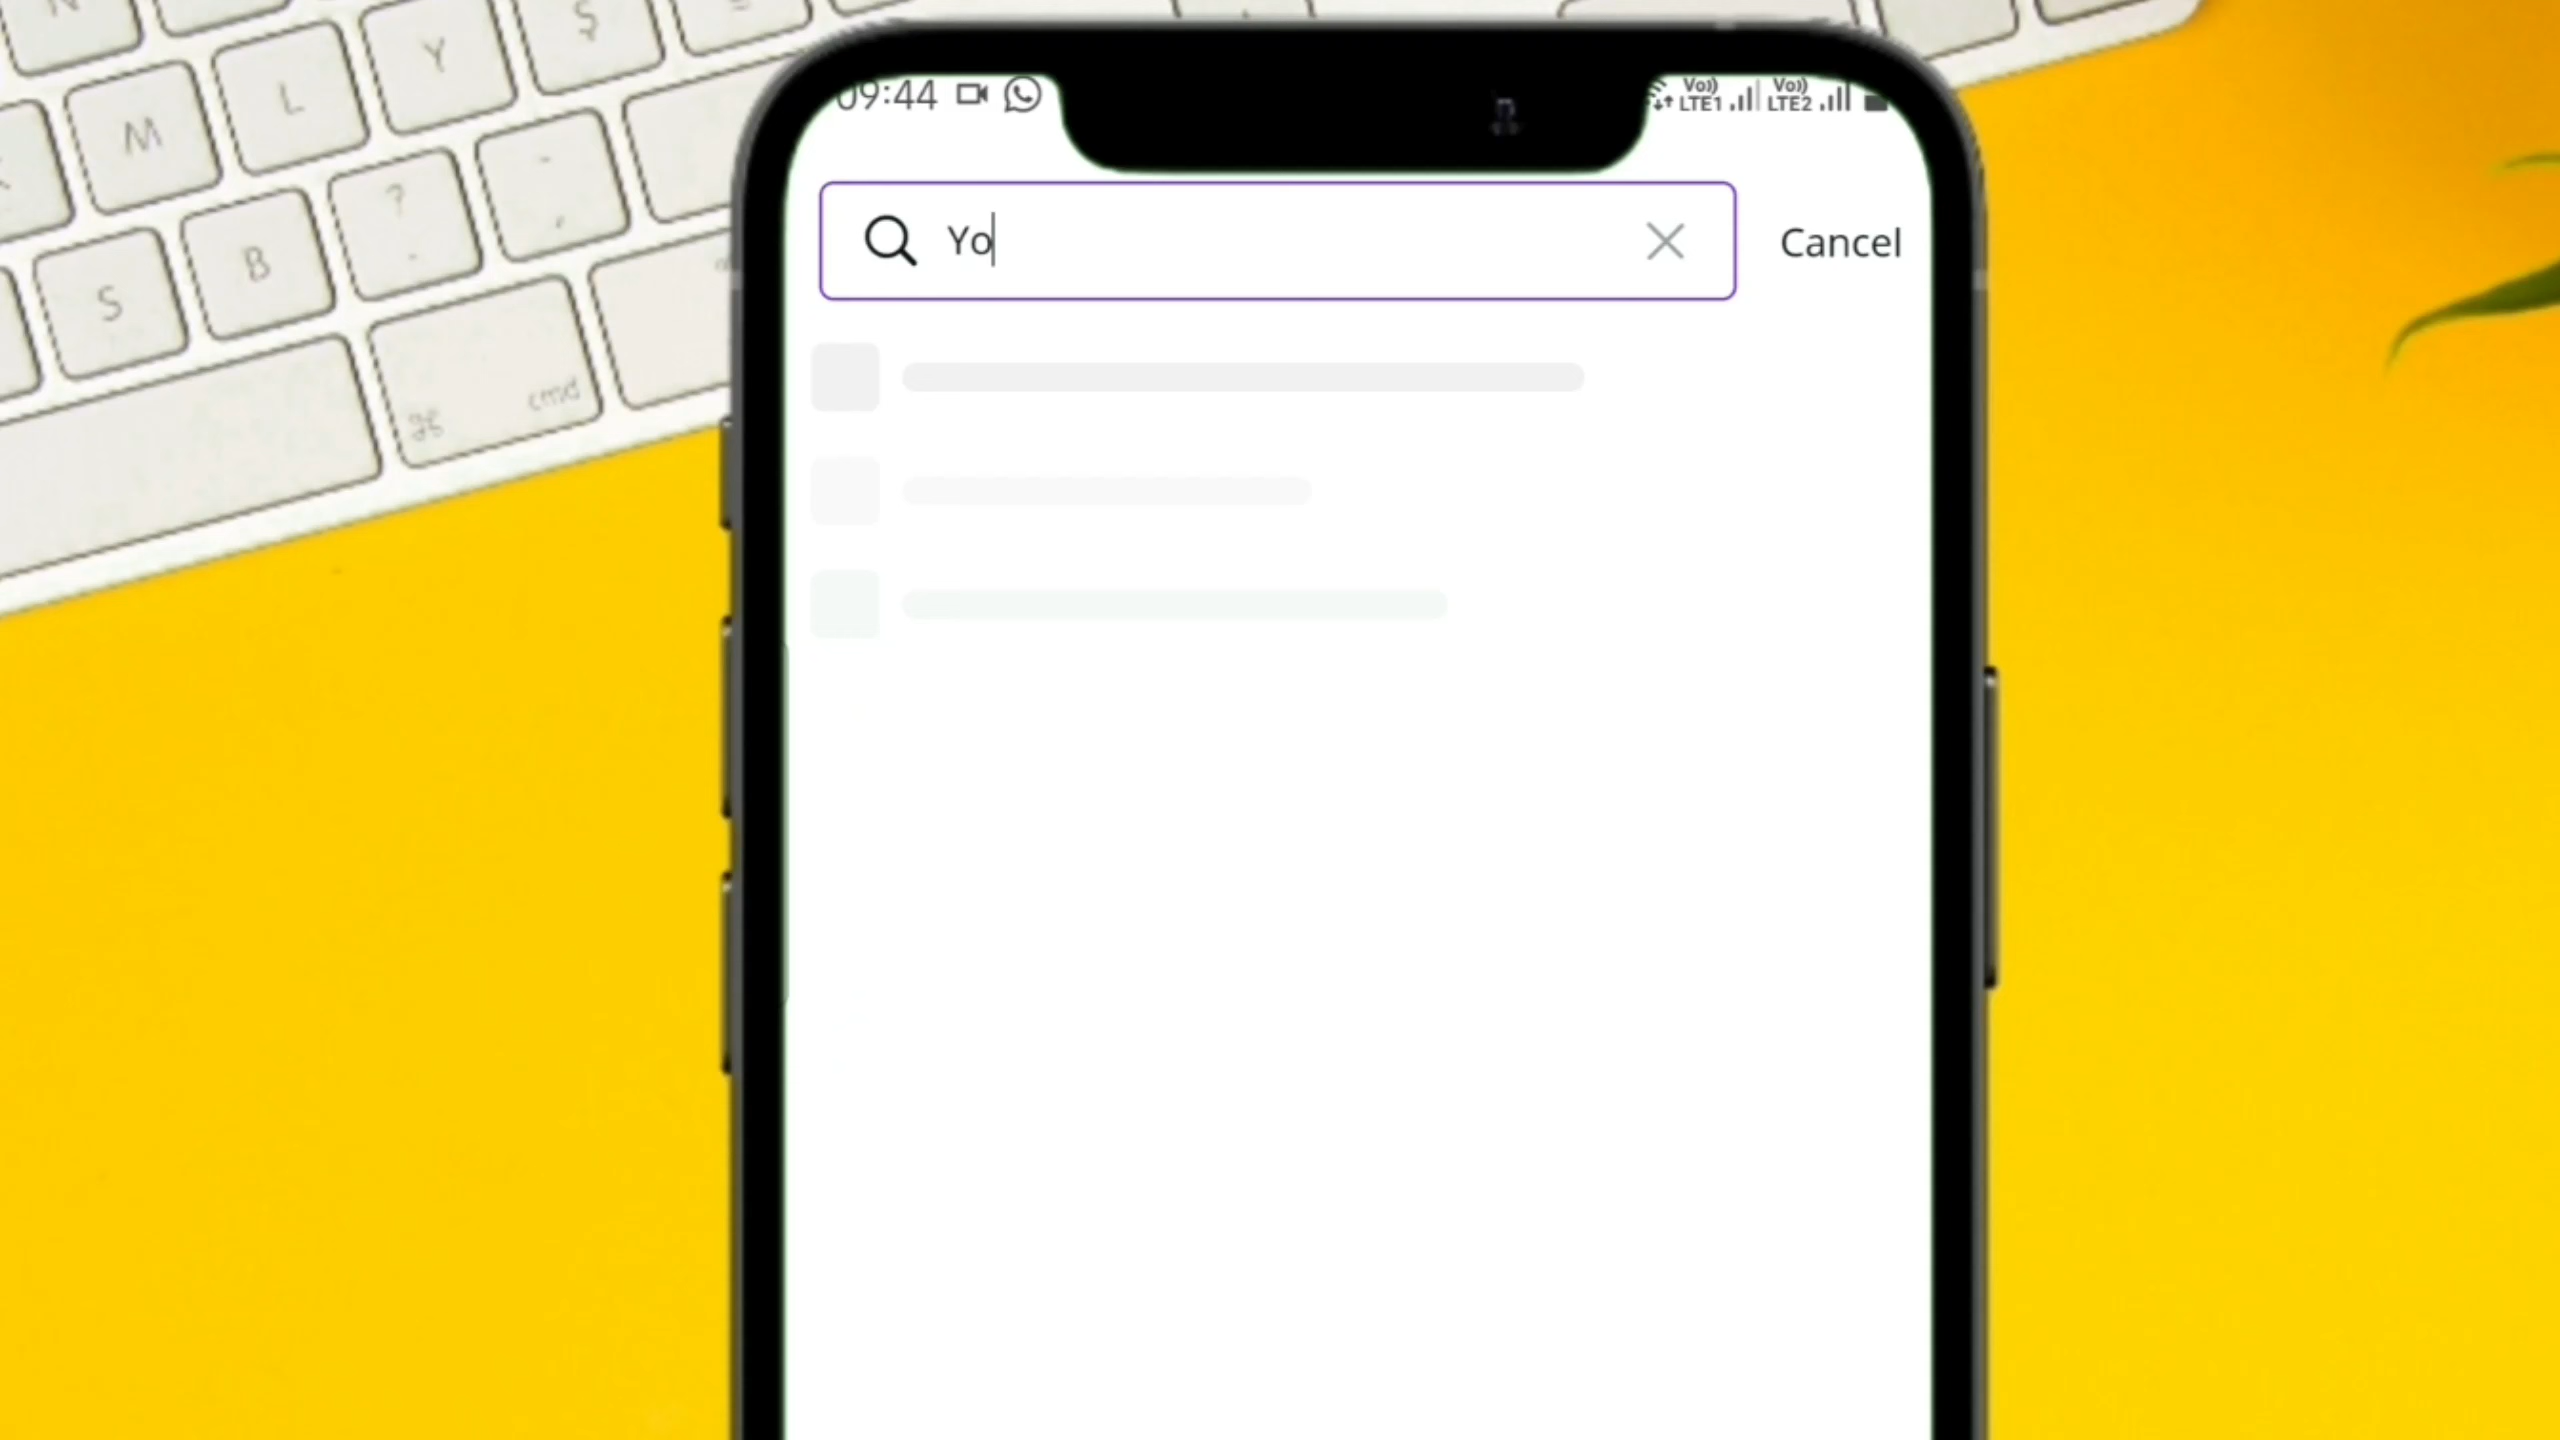 N
Y
$
M
L
?
.
-
,
S
B
⌘
cmd
09:44
Vo))
LTE1
Vo))
LTE2
Yo
Cancel